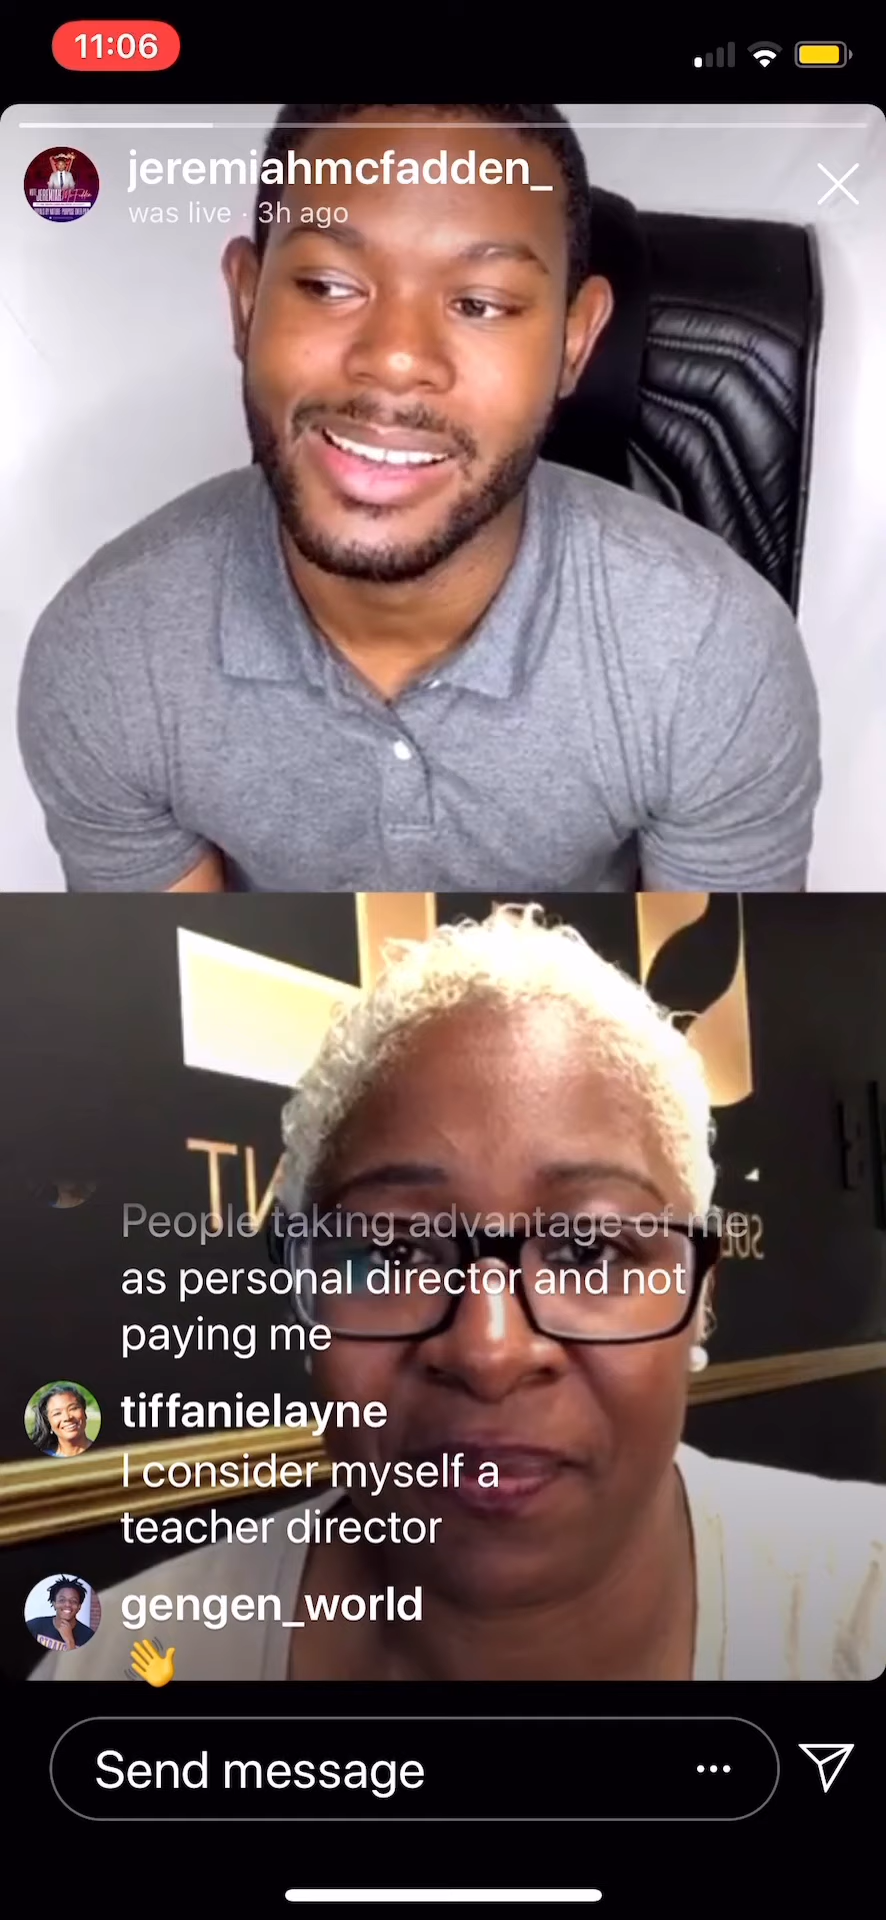 11:06
jeremiahmcfadden_
was live · 3h ago
People taking advantage of me
as personal director and not
paying me
tiffanielayne
I consider myself a
teacher director
gengen_world
👋
Send message